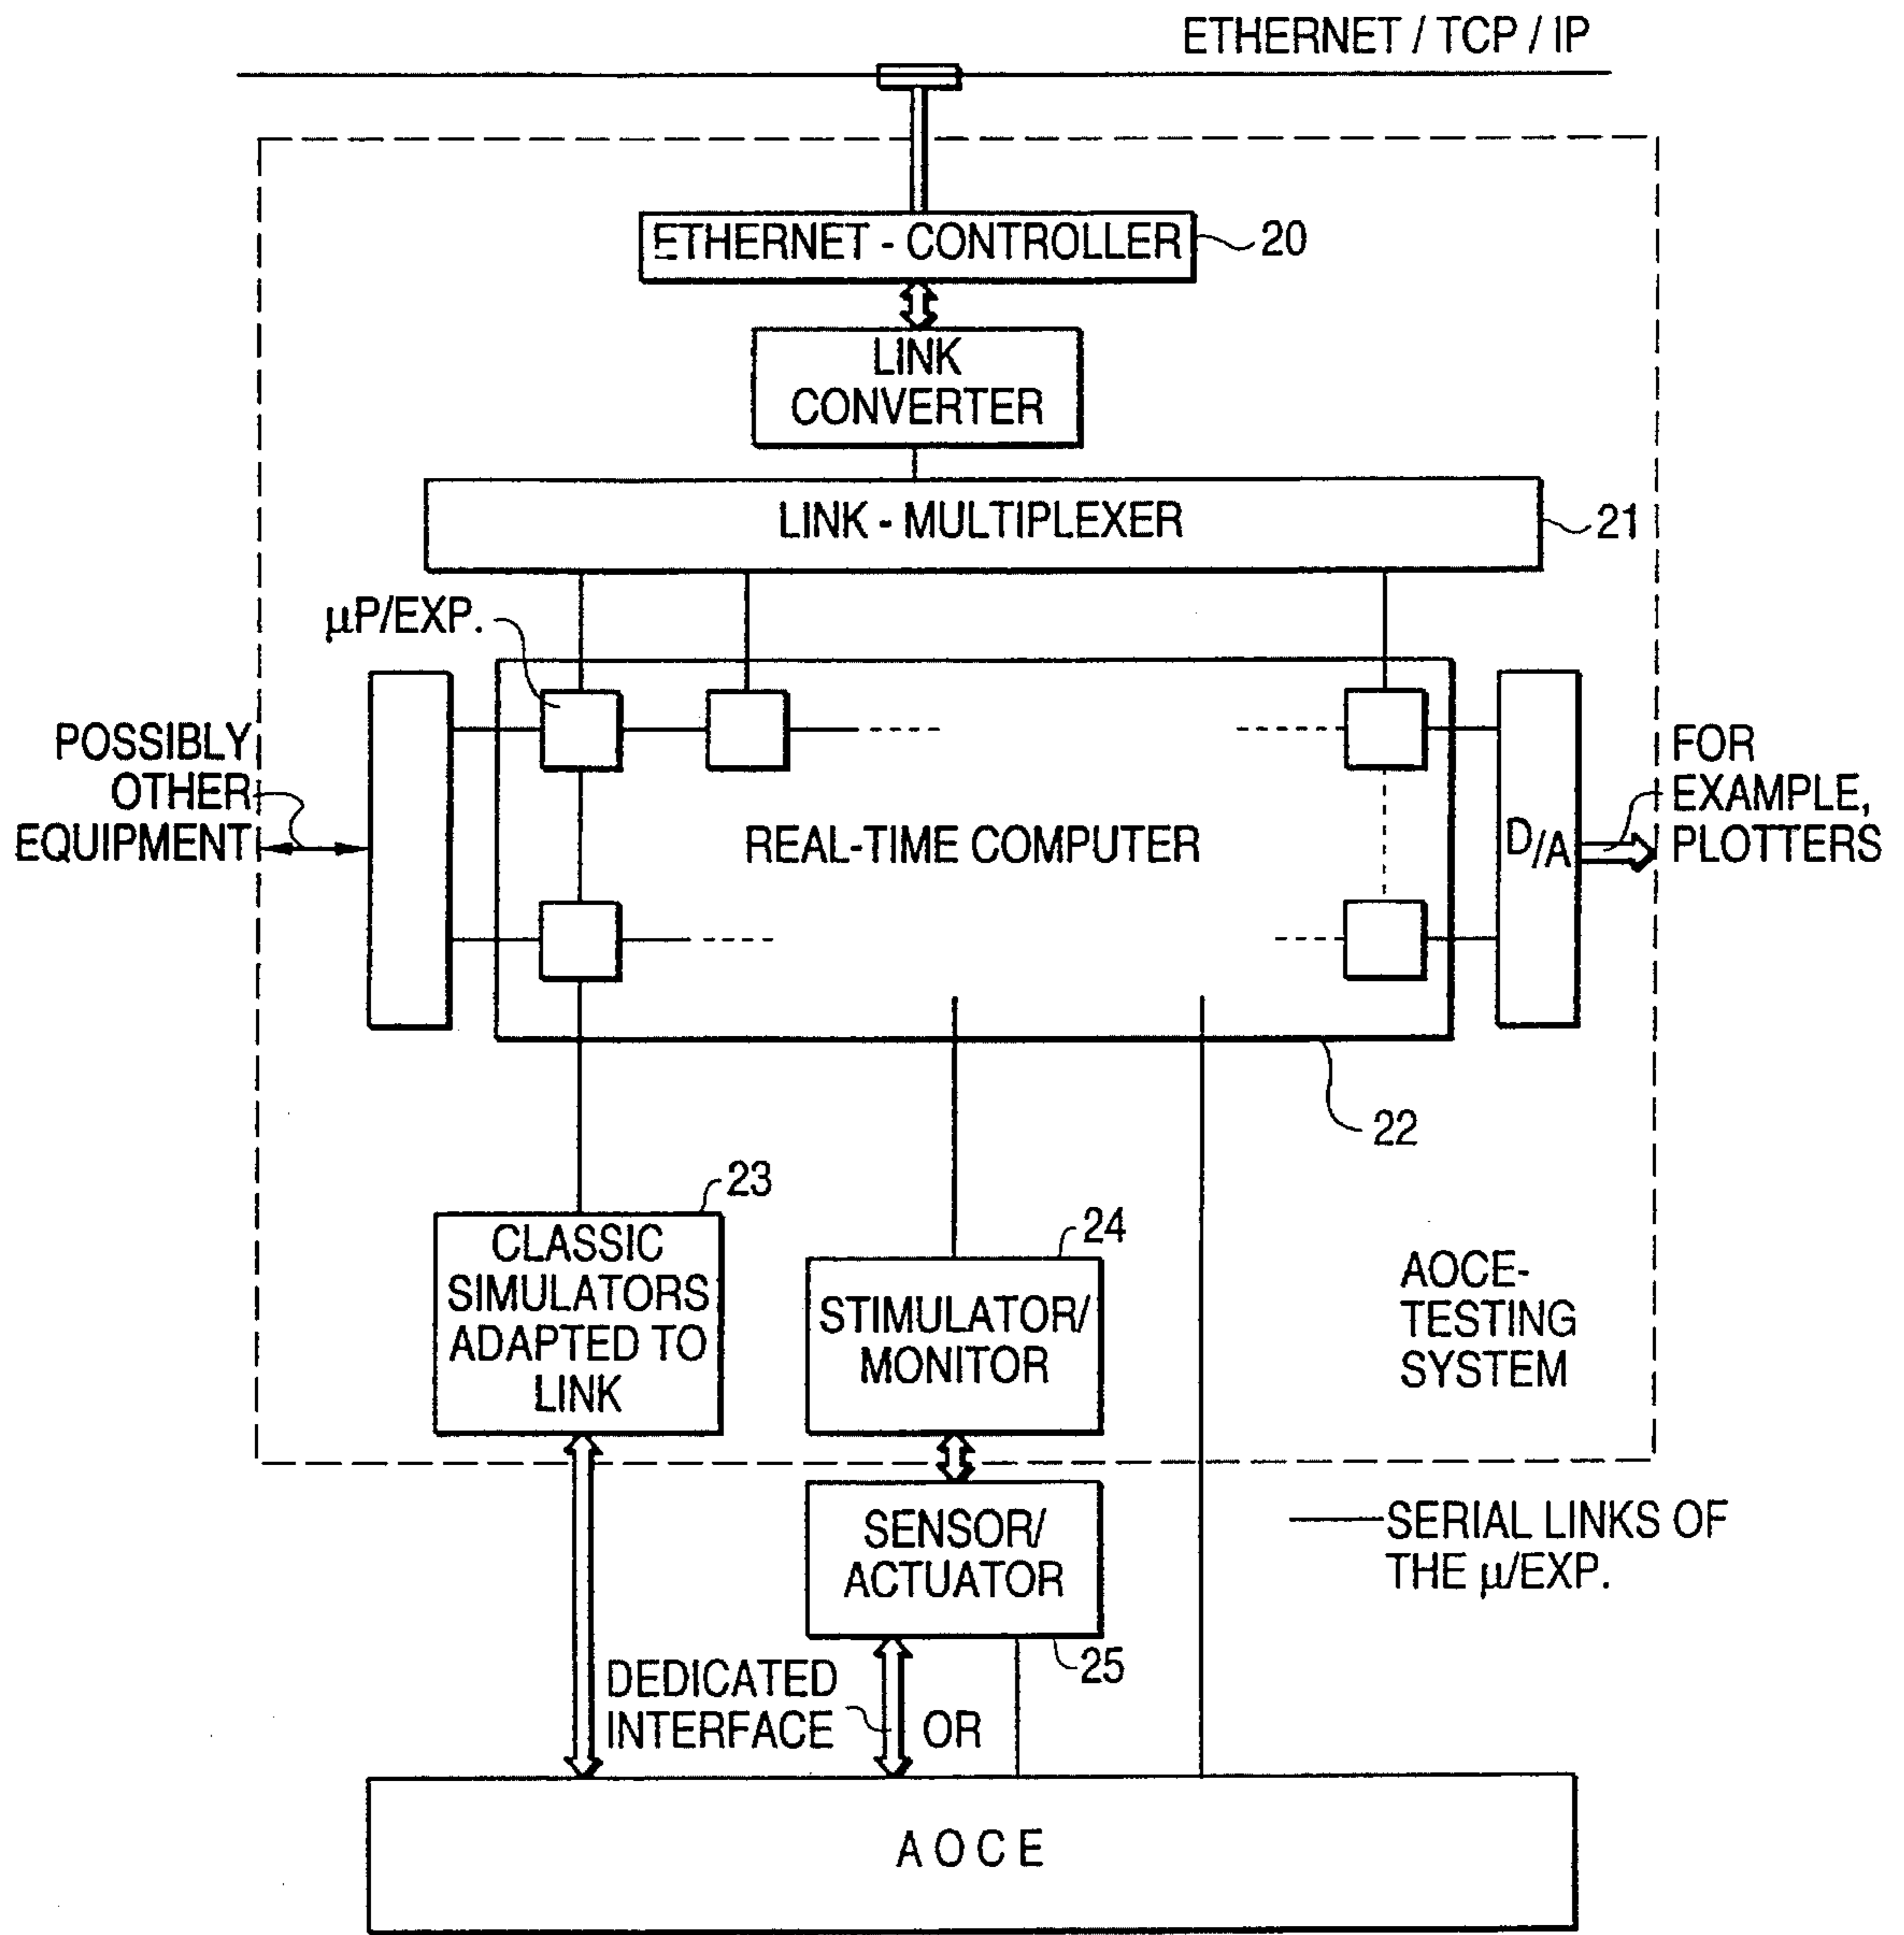 ETHERNET / TCP / IP
ETHERNET - CONTROLLER
20
LINK
CONVERTER
LINK - MULTIPLEXER
21
μP/EXP.
POSSIBLY
OTHER
EQUIPMENT
REAL-TIME COMPUTER
D/A
FOR
EXAMPLE,
PLOTTERS
22
23
CLASSIC
SIMULATORS
ADAPTED TO
LINK
24
STIMULATOR/
MONITOR
AOCE-
TESTING
SYSTEM
SENSOR/
ACTUATOR
25
SERIAL LINKS OF
THE μ/EXP.
DEDICATED
INTERFACE
OR
A O C E